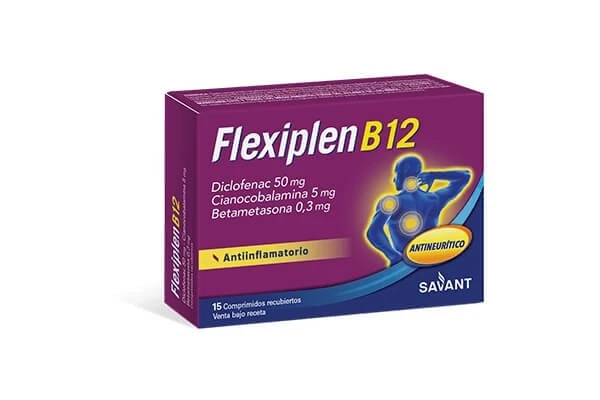 Flexiplen B12
Diclofenac 50 mg
Cianocobalamina 5 mg
Betametasona 0,3 mg
Antiinflamatorio
ANTINEURÍTICO
15 Comprimidos recubiertos
Venta bajo receta
SAVANT
Flexiplen B12